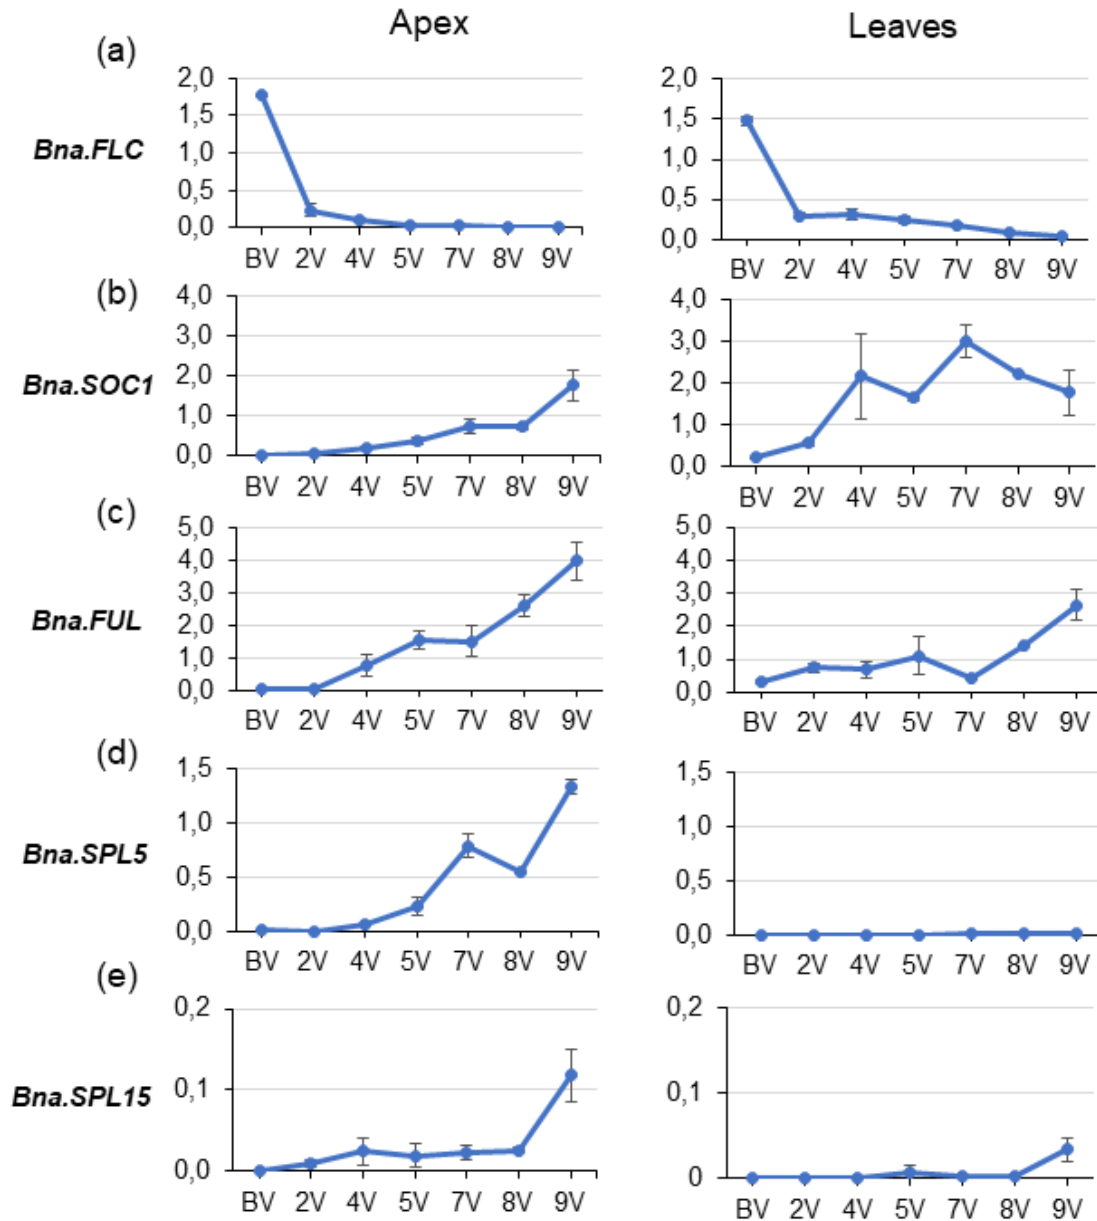 Apex Leaves
(a)
Bna.FLC
2,0 2,0
1,5 1,5
1,0 1,0
0,5 0,5
0,0 0,0
BV 2V 4V 5V 7V 8V 9V BV 2V 4V 5V 7V 8V 9V
(b)
Bna.SOC1
4,0 4,0
3,0 3,0
2,0 2,0
1,0 1,0
0,0 0,0
BV 2V 4V 5V 7V 8V 9V BV 2V 4V 5V 7V 8V 9V
(c)
Bna.FUL
5,0 5,0
4,0 4,0
3,0 3,0
2,0 2,0
1,0 1,0
0,0 0,0
BV 2V 4V 5V 7V 8V 9V BV 2V 4V 5V 7V 8V 9V
(d)
Bna.SPL5
1,5 1,5
1,0 1,0
0,5 0,5
0,0 0,0
BV 2V 4V 5V 7V 8V 9V BV 2V 4V 5V 7V 8V 9V
(e)
Bna.SPL15
0,2 0,2
0,1 0,1
0,0 0
BV 2V 4V 5V 7V 8V 9V BV 2V 4V 5V 7V 8V 9V